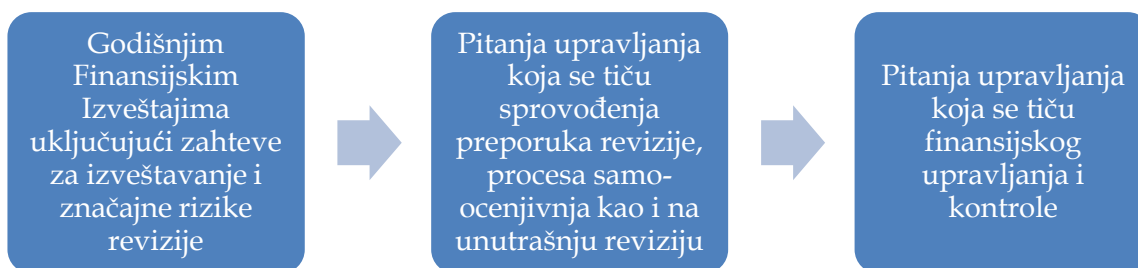 Godišnjim
Finansijskim
Izveštajima
uključujući zahteve
za izveštavanje i
značajne rizike
revizije
Pitanja upravljanja
koja se tiču
sprovođenja
preporuka revizije,
procesa samo-
ocenjivnja kao i na
unutrašnju reviziju
Pitanja upravljanja
koja se tiču
finansijskog
upravljanja i
kontrole